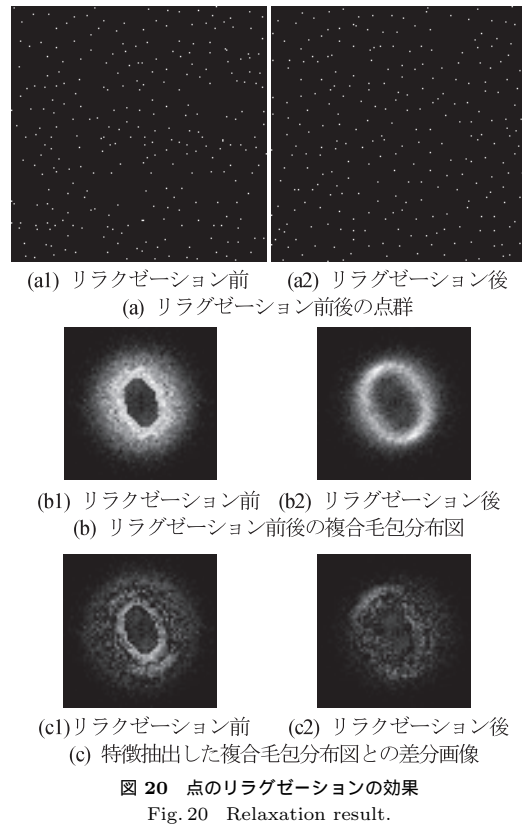 (a1) リラクゼーション前 (a2) リラグゼーション後
(a) リラグゼーション前後の点群
(b1) リラクゼーション前 (b2) リラグゼーション後
(b) リラグゼーション前後の複合毛包分布図
(c1)リラクゼーション前 (c2) リラクゼーション後
(c) 特徴抽出した複合毛包分布図との差分画像
図 20 点のリラグゼーションの効果
Fig. 20 Relaxation result.